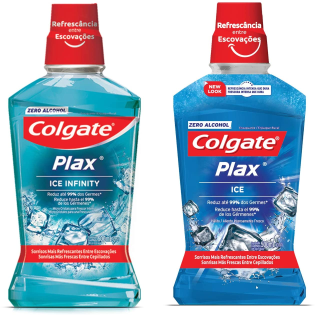 Refrescância
entre
Escovações
ZERO ALCOHOL
Colgate®
Plax®
ICE INFINITY
Reduz até 99% dos Germes*
Reduce hasta el 99%
de los Gérmenes*
Sorrisos Mais Refrescantes Entre Escovações
Sonrisas Más Frescas Entre Cepillados
Refrescância
entre
Escovações
NEW
LOOK
ZERO ALCOHOL
Colgate®
Plax®
ICE
Reduz até 99% dos Germes*
Reduce hasta el 99%
de los Gérmenes*
Sorrisos Mais Refrescantes Entre Escovações
Sonrisas Más Frescas Entre Cepillados